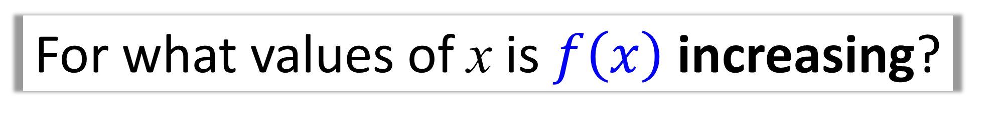 For what values of x is f(x) increasing?